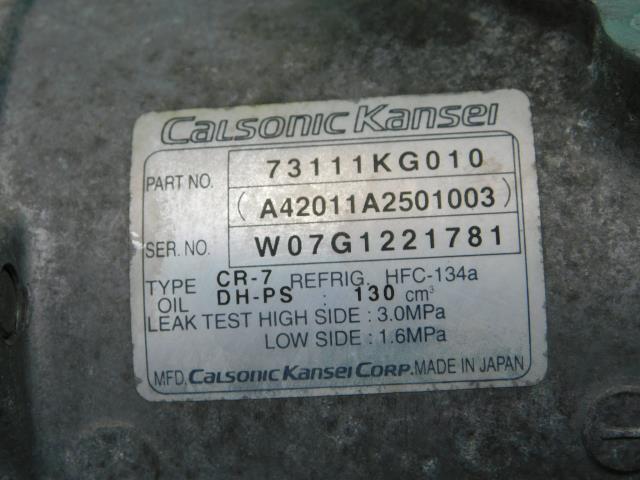 Calsonic Kansei
PART NO. 73111KG010
(A42011A2501003)
SER. NO. W07G1221781
TYPE CR-7 REFRIG. HFC-134a
OIL DH-PS : 130 cm³
LEAK TEST HIGH SIDE : 3.0MPa
LOW SIDE : 1.6MPa
MFD. CALSONIC KANSEI CORP. MADE IN JAPAN